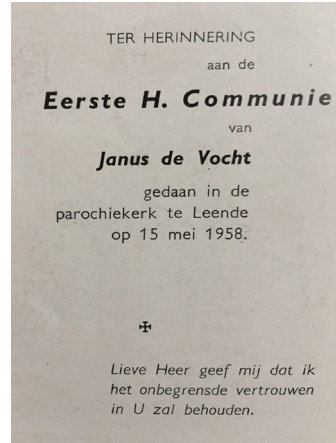 TER HERINNERING
aan de
Eerste H. Communie
van
Janus de Vocht
gedaan in de
parochiekerk te Leende
op 15 mei 1958.
✠
Lieve Heer geef mij dat ik
het onbegrensde vertrouwen
in U zal behouden.